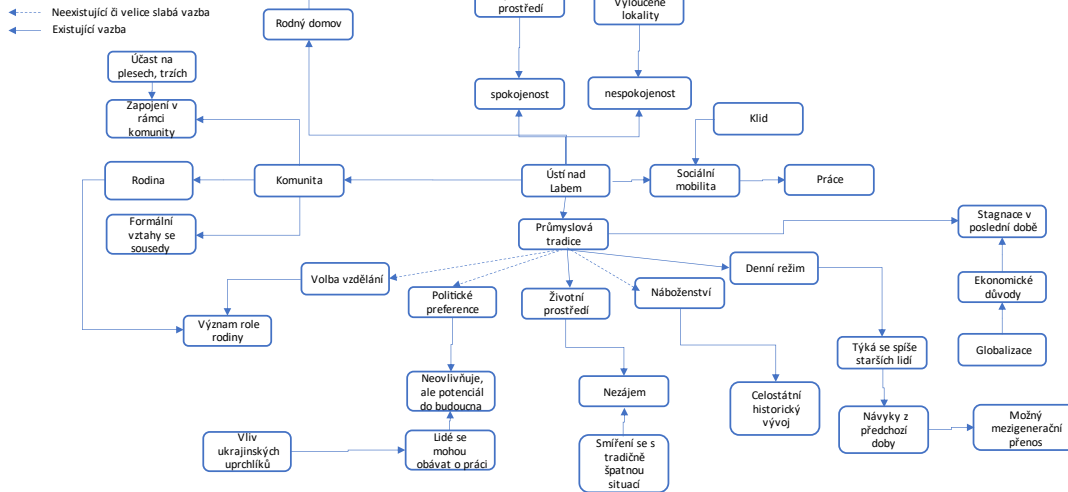 Neexistující či velice slabá vazba
Existující vazba
Rodný domov
prostředí
Vyloučené
lokality
Účast na
plesech, trzích
Zapojení v
rámci
komunity
spokojenost
nespokojenost
Klid
Rodina
Komunita
Ústí nad
Labem
Sociální
mobilita
Práce
Formální
vztahy se
sousedy
Průmyslová
tradice
Stagnace v
poslední době
Volba vzdělání
Politické
preference
Životní
prostředí
Náboženství
Denní režim
Ekonomické
důvody
Význam role
rodiny
Týká se spíše
starších lidí
Globalizace
Neovlivňuje,
ale potenciál
do budoucna
Nezájem
Celostátní
historický
vývoj
Návyky z
předchozí
doby
Možný
mezigenerační
přenos
Vliv
ukrajinských
uprchlíků
Lidé se
mohou
obávat o práci
Smíření se s
tradičně
špatnou
situací